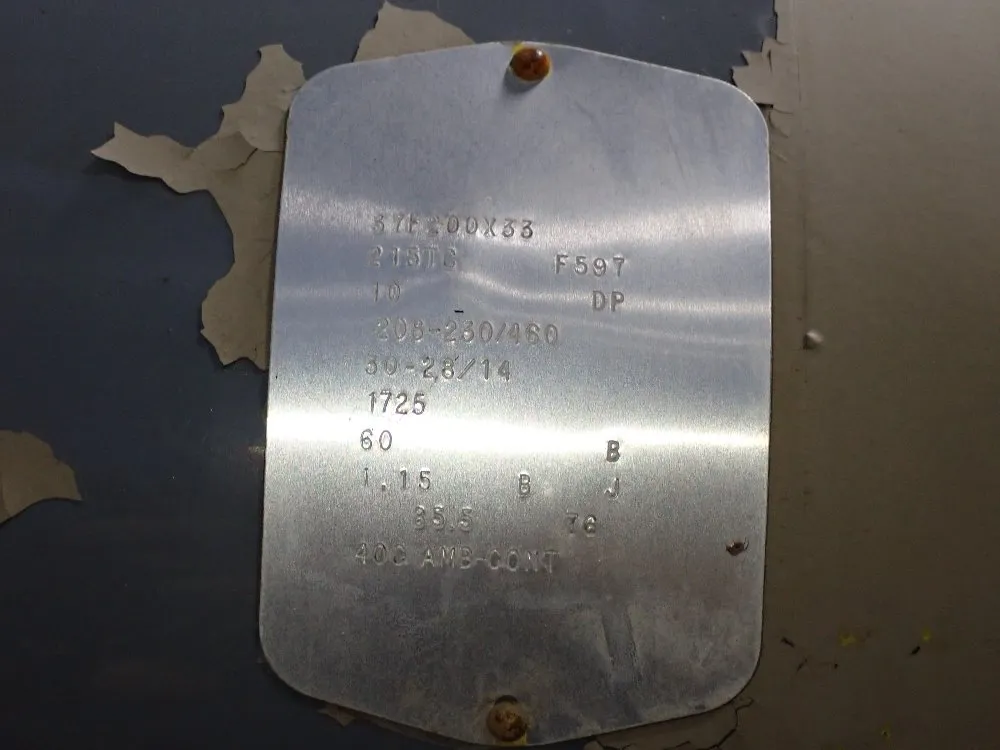 37F200X33
215TC F597
10 DP
208-230/460
30-28/14
1725
60 B
1.15 B J
85.5 76
40C AMB-CONT